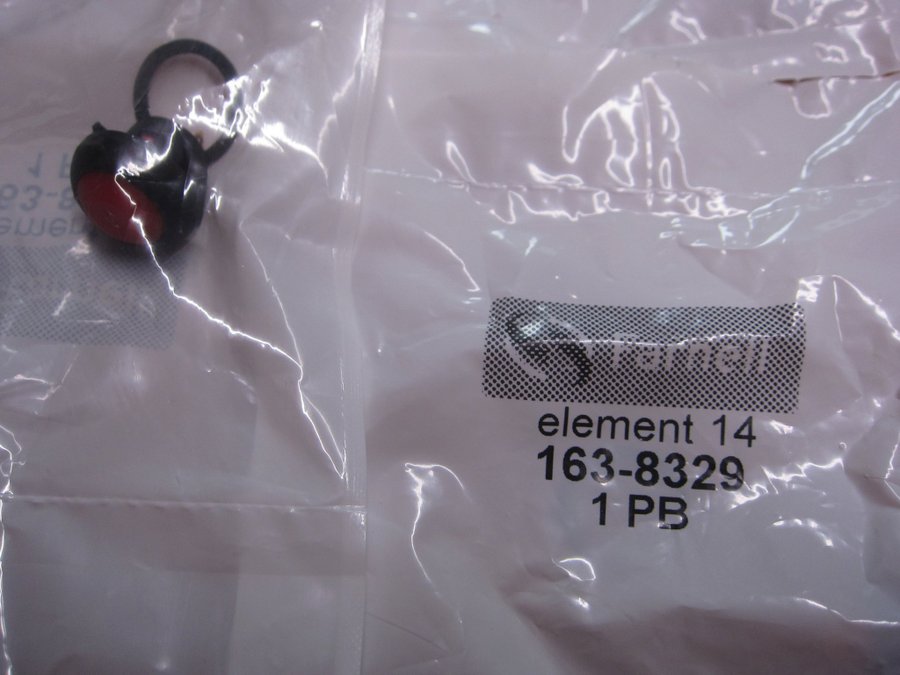 Farnell
element 14
163-8329
1 PB